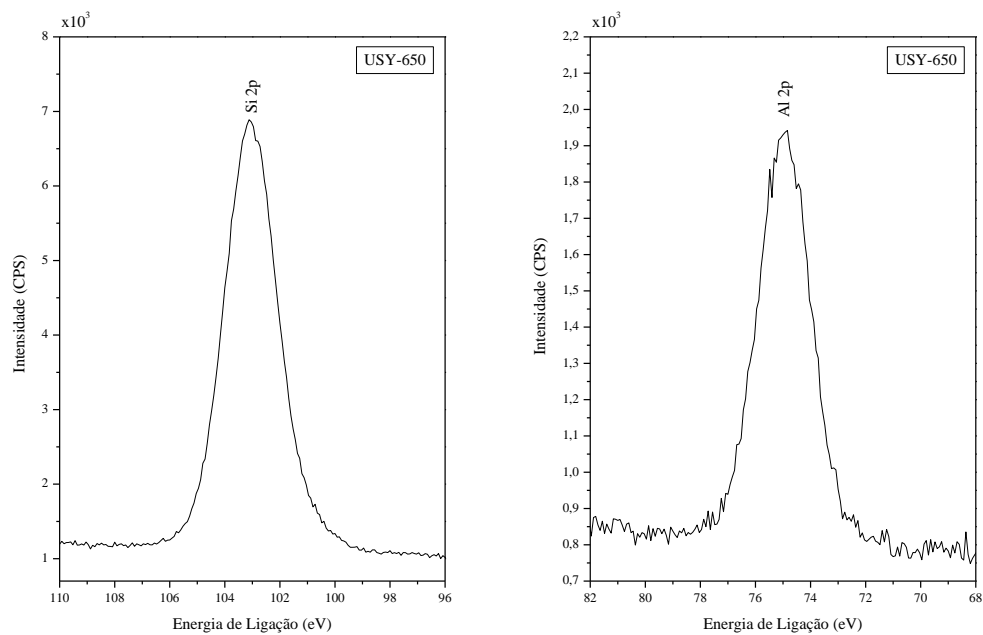 x10³
8
7
6
5
4
3
2
1
110 108 106 104 102 100 98 96
Intensidade (CPS)
Energia de Ligação (eV)
USY-650
Si 2p
x10³
2,2
2,1
2,0
1,9
1,8
1,7
1,6
1,5
1,4
1,3
1,2
1,1
1,0
0,9
0,8
0,7
82 80 78 76 74 72 70 68
Intensidade (CPS)
Energia de Ligação (eV)
USY-650
Al 2p